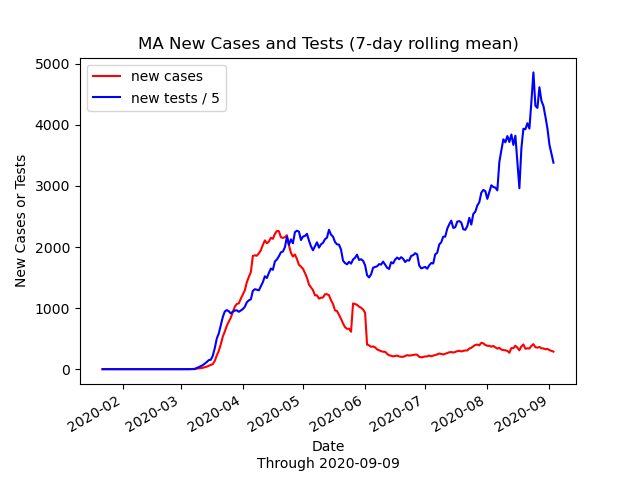 MA New Cases and Tests (7-day rolling mean)
new cases
new tests / 5
New Cases or Tests
5000
4000
3000
2000
1000
0
2020-02
2020-03
2020-04
2020-05
2020-06
2020-07
2020-08
2020-09
Date
Through 2020-09-09